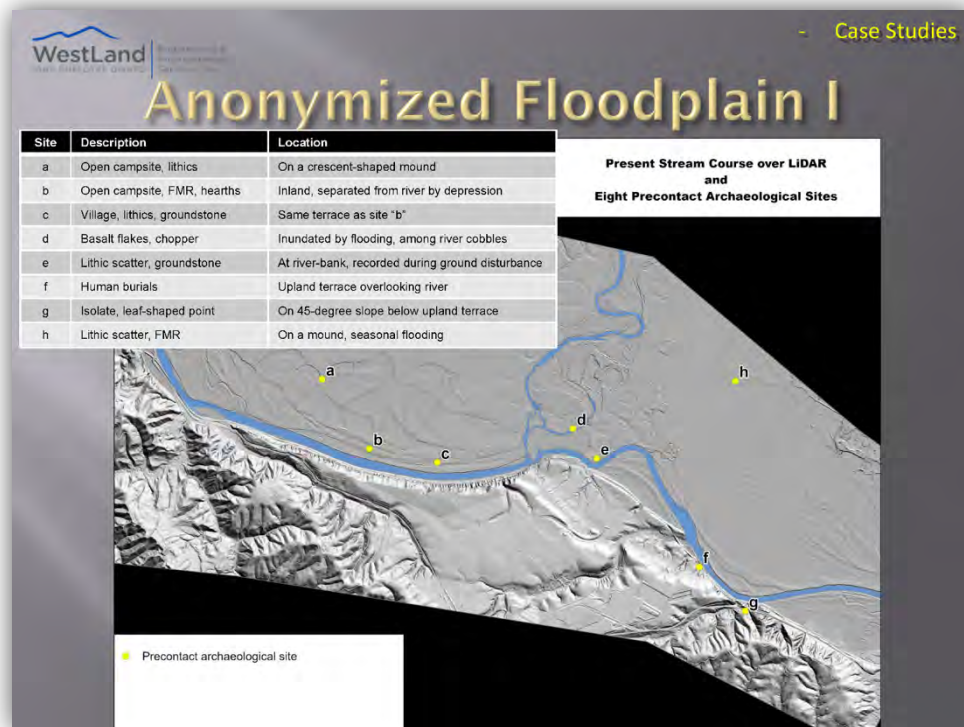 - Case Studies
WestLand
Anonymized Floodplain I
Site Description Location
a Open campsite, lithics On a crescent-shaped mound
b Open campsite, FMR, hearths Inland, separated from river by depression
c Village, lithics, groundstone Same terrace as site "b"
d Basalt flakes, chopper Inundated by flooding, among river cobbles
e Lithic scatter, groundstone At river-bank, recorded during ground disturbance
f Human burials Upland terrace overlooking river
g Isolate, leaf-shaped point On 45-degree slope below upland terrace
h Lithic scatter, FMR On a mound, seasonal flooding
Present Stream Course over LiDAR
and
Eight Precontact Archaeological Sites
a
h
d
b
c
e
f
g
Precontact archaeological site